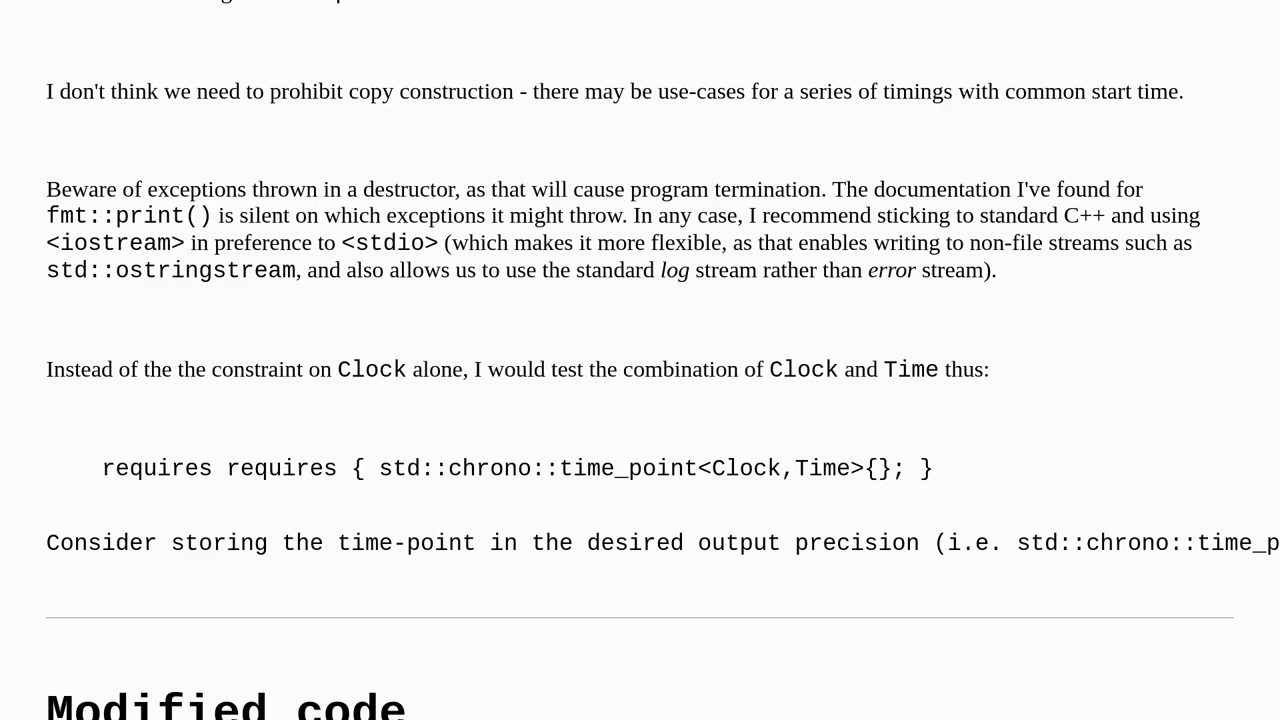 I don't think we need to prohibit copy construction - there may be use-cases for a series of timings with common start time.
Beware of exceptions thrown in a destructor, as that will cause program termination. The documentation I've found for
fmt::print() is silent on which exceptions it might throw. In any case, I recommend sticking to standard C++ and using
<iostream> in preference to <stdio> (which makes it more flexible, as that enables writing to non-file streams such as
std::ostringstream, and also allows us to use the standard log stream rather than error stream).
Instead of the the constraint on Clock alone, I would test the combination of Clock and Time thus:
requires requires { std::chrono::time_point<Clock,Time>{}; }
Consider storing the time-point in the desired output precision (i.e. std::chrono::time_p
Modified code